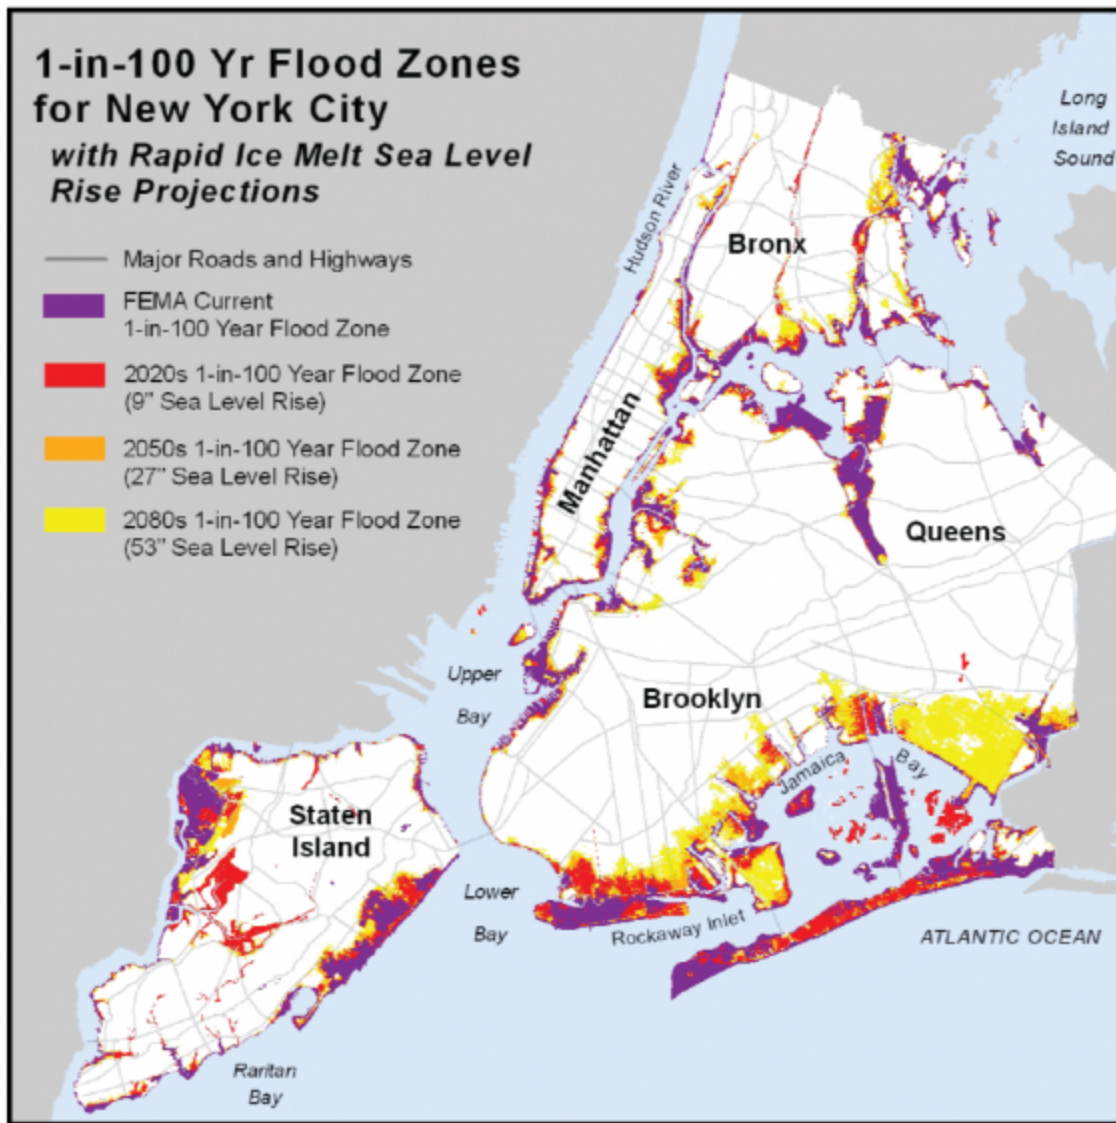 1-in-100 Yr Flood Zones
for New York City
with Rapid Ice Melt Sea Level
Rise Projections
Major Roads and Highways
FEMA Current
1-in-100 Year Flood Zone
2020s 1-in-100 Year Flood Zone
(9" Sea Level Rise)
2050s 1-in-100 Year Flood Zone
(27" Sea Level Rise)
2080s 1-in-100 Year Flood Zone
(53" Sea Level Rise)
Long
Island
Sound
Hudson River
Bronx
Manhattan
Queens
Upper
Bay
Brooklyn
Jamaica Bay
Staten
Island
Lower
Bay
Rockaway Inlet
ATLANTIC OCEAN
Raritan
Bay